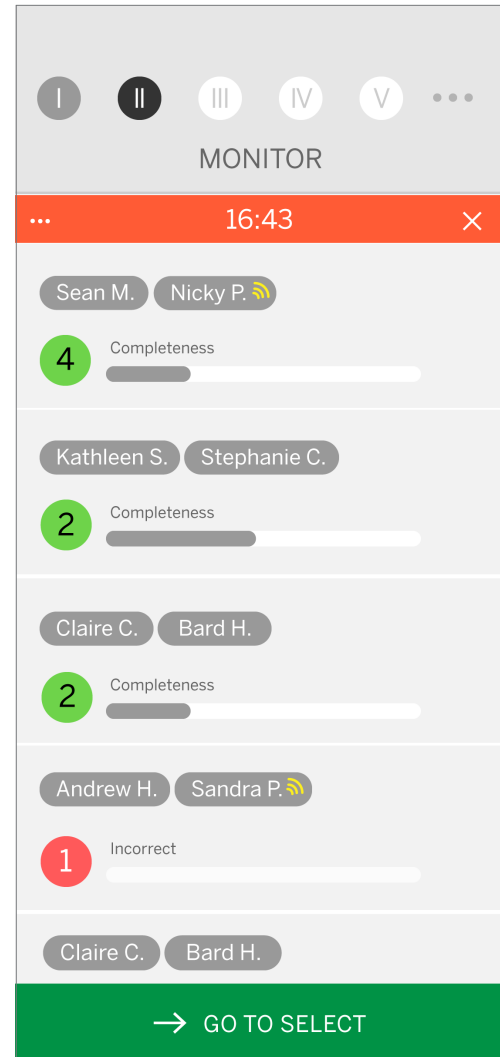 I II III IV V •••
MONITOR
••• 16:43 ×
Sean M. Nicky P.
4 Completeness
Kathleen S. Stephanie C.
2 Completeness
Claire C. Bard H.
2 Completeness
Andrew H. Sandra P.
1 Incorrect
Claire C. Bard H.
→ GO TO SELECT